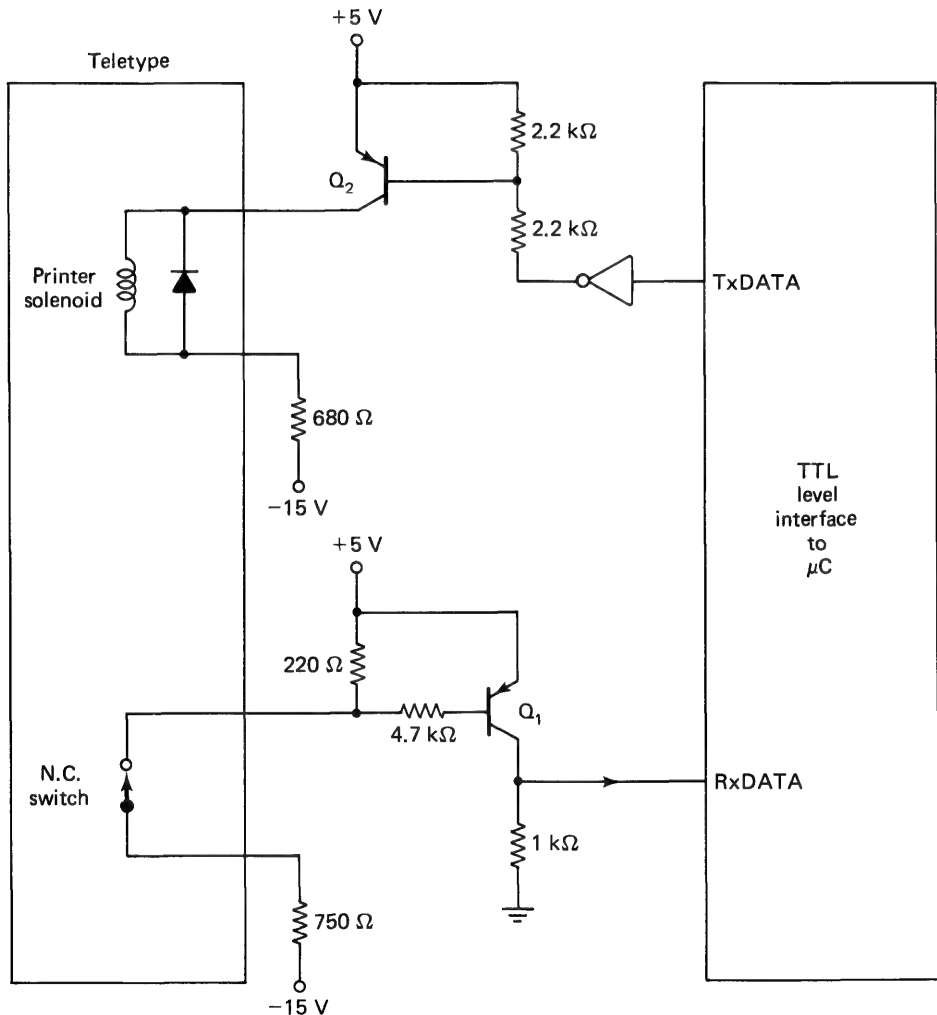 +5 V
Teletype
2.2 kΩ
Q2
2.2 kΩ
Printer
solenoid
TxDATA
680 Ω
−15 V
TTL
level
interface
to
μC
+5 V
220 Ω
4.7 kΩ
Q1
N.C.
switch
RxDATA
1 kΩ
750 Ω
−15 V